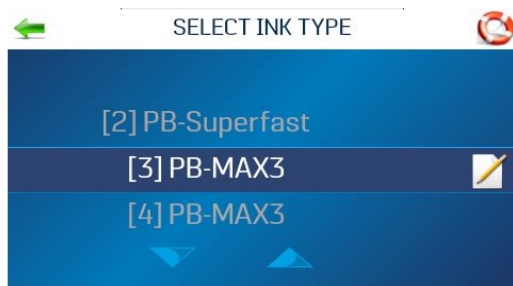 SELECT INK TYPE
[2] PB-Superfast
[3] PB-MAX3
[4] PB-MAX3